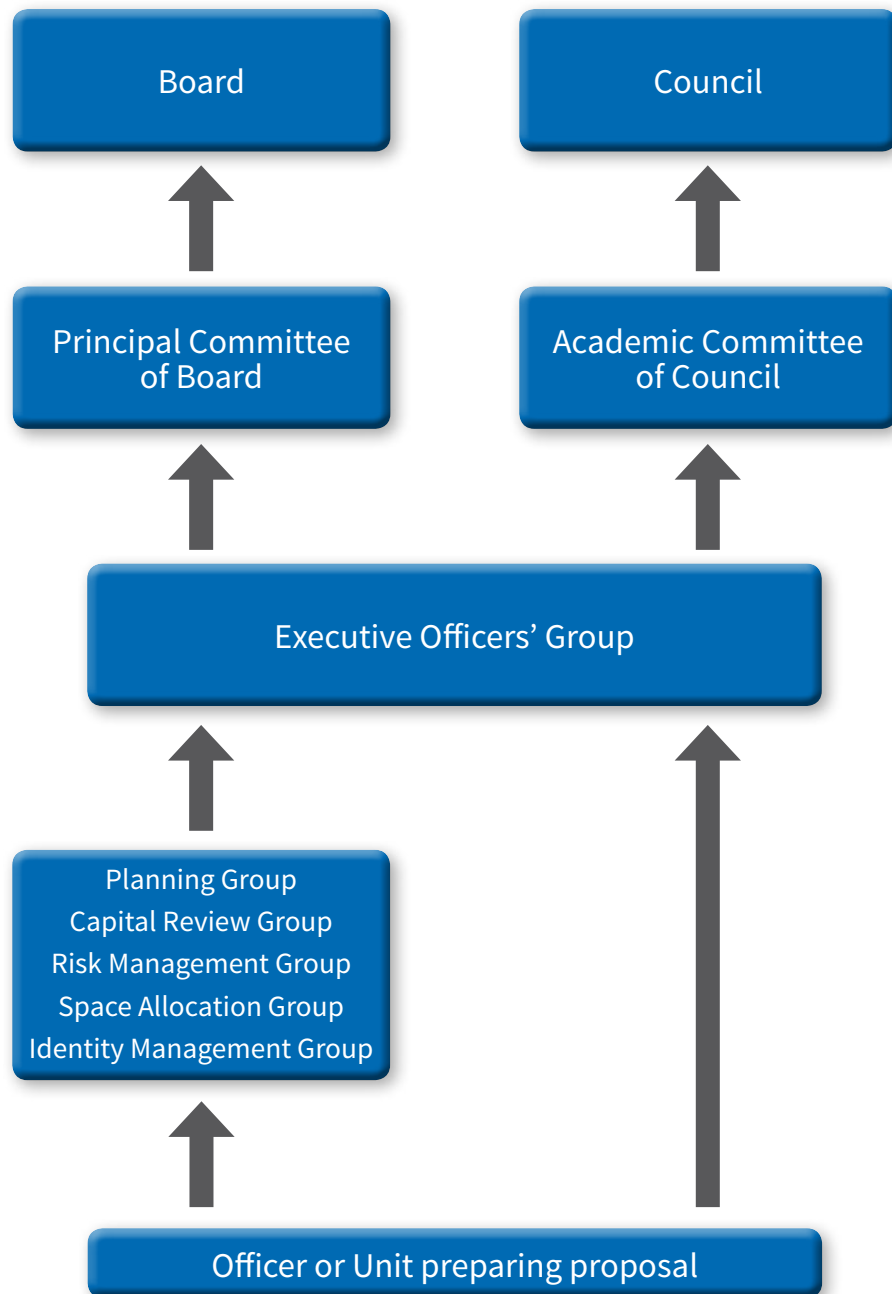 Board
Council
Principal Committee
of Board
Academic Committee
of Council
Executive Officers’ Group
Planning Group
Capital Review Group
Risk Management Group
Space Allocation Group
Identity Management Group
Officer or Unit preparing proposal